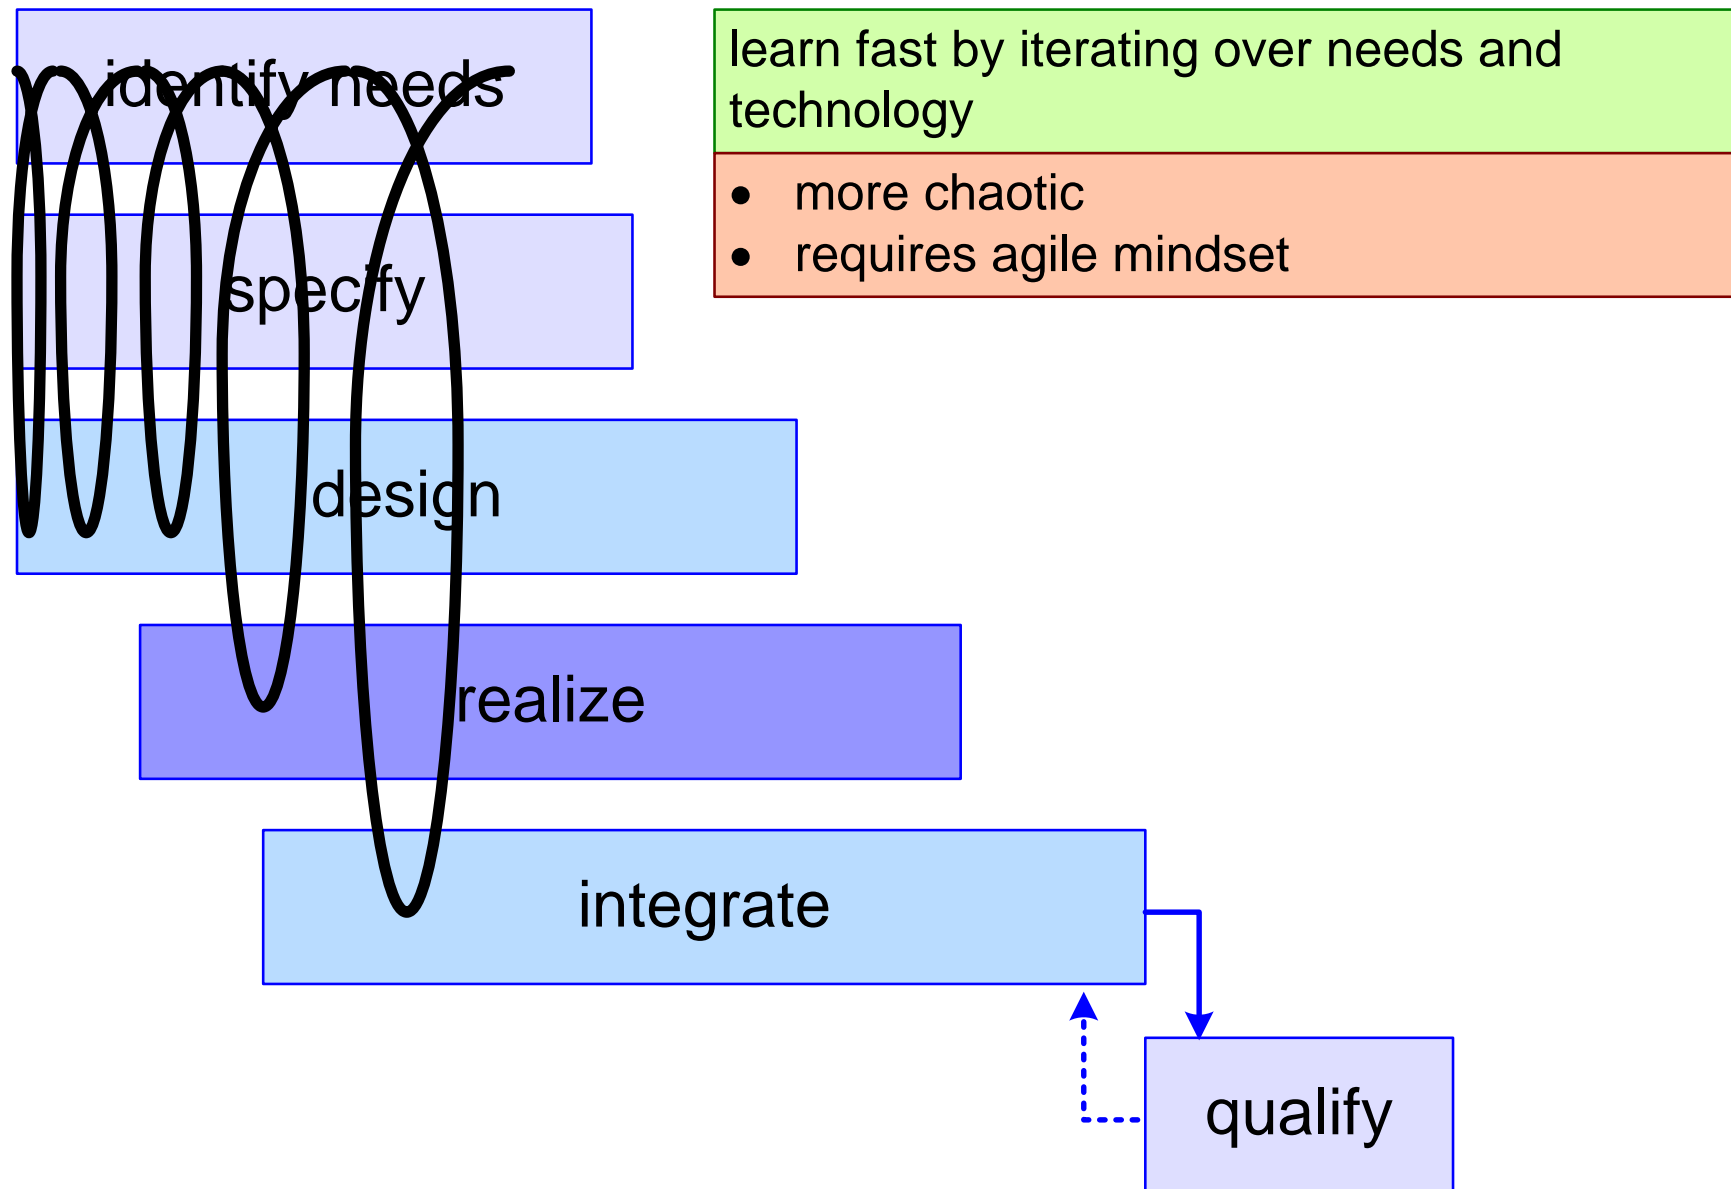 identify needs
learn fast by iterating over needs and
technology
• more chaotic
• requires agile mindset
specify
design
realize
integrate
qualify